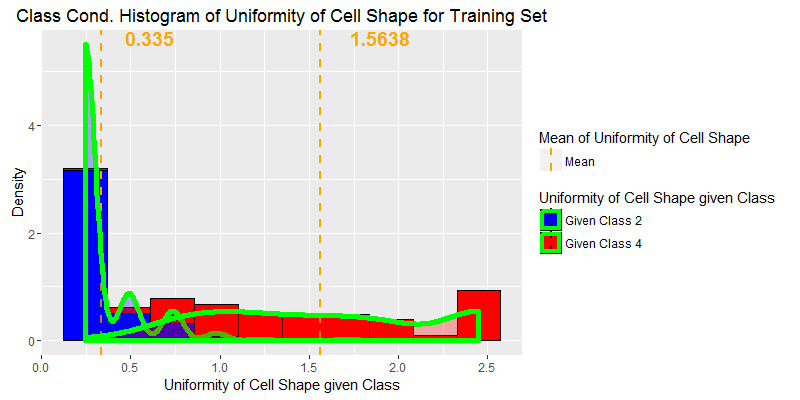 Class Cond. Histogram of Uniformity of Cell Shape for Training Set
0.335 1.5638
4
2
0
Density
0.0 0.5 1.0 1.5 2.0 2.5
Uniformity of Cell Shape given Class
Mean of Uniformity of Cell Shape
Mean
Uniformity of Cell Shape given Class
Given Class 2
Given Class 4